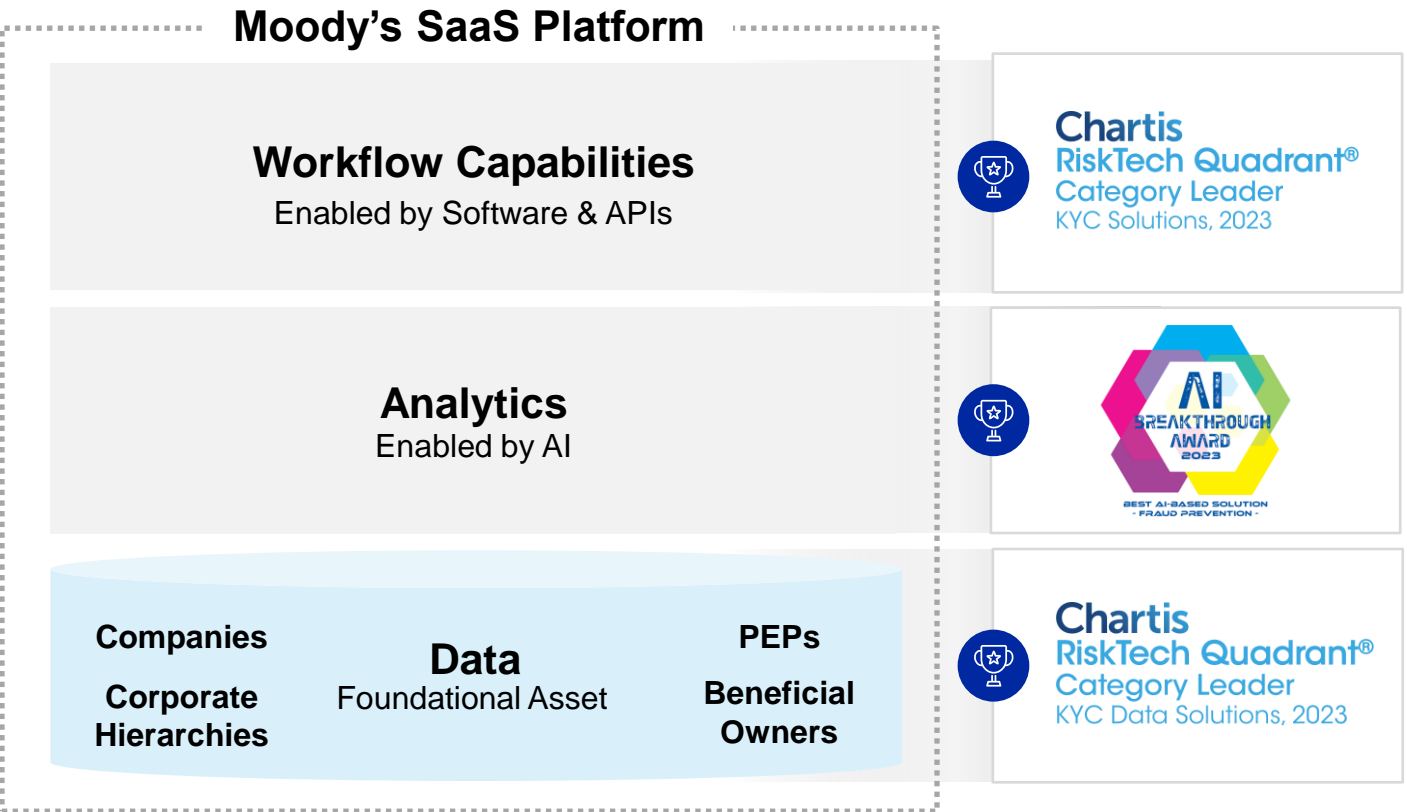 Moody’s SaaS Platform
Workflow Capabilities
Enabled by Software & APIs
Chartis
RiskTech Quadrant®
Category Leader
KYC Solutions, 2023
Analytics
Enabled by AI
AI
BREAKTHROUGH
AWARD
2023
BEST AI-BASED SOLUTION
- FRAUD PREVENTION -
Companies
Corporate
Hierarchies
Data
Foundational Asset
PEPs
Beneficial
Owners
Chartis
RiskTech Quadrant®
Category Leader
KYC Data Solutions, 2023